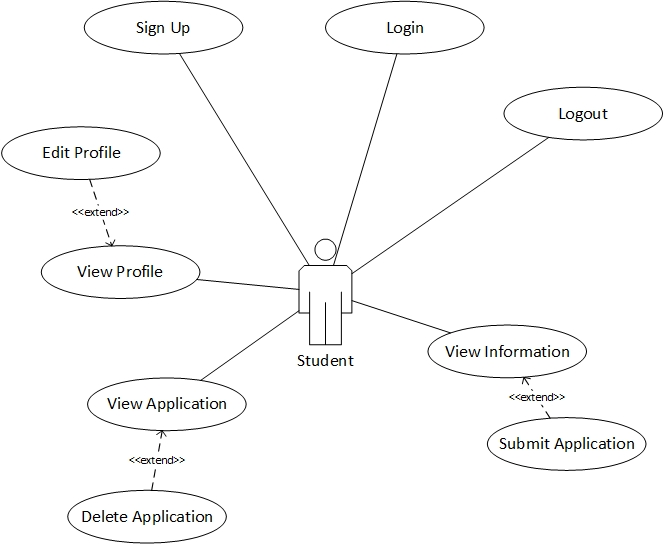 Sign Up
Login
Logout
Edit Profile
<<extend>>
View Profile
Student
View Information
<<extend>>
View Application
Submit Application
<<extend>>
Delete Application